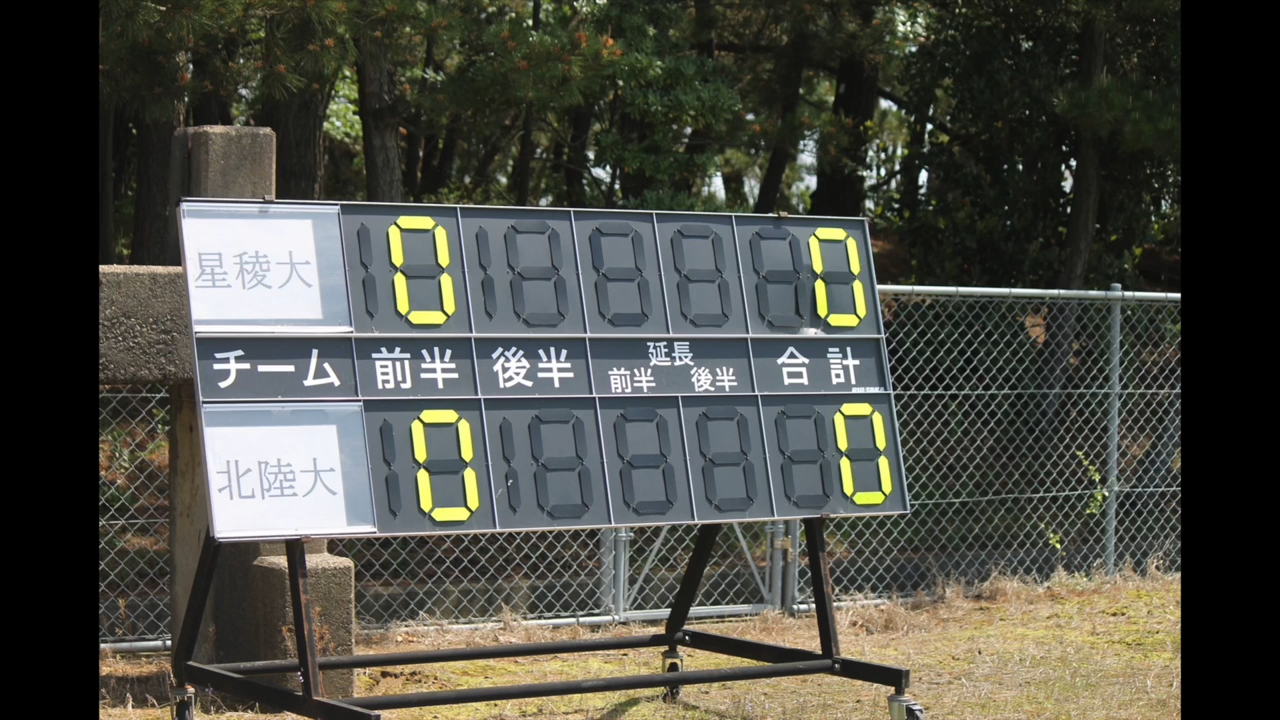 星稜大 0 0
チーム 前半 後半 延長 前半 後半 合計
北陸大 0 0